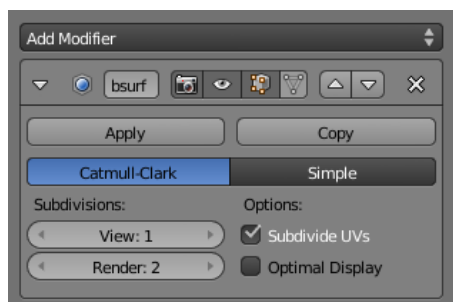 Add Modifier
bsurf
Apply Copy
Catmull-Clark Simple
Subdivisions: Options:
View: 1 Subdivide UVs
Render: 2 Optimal Display